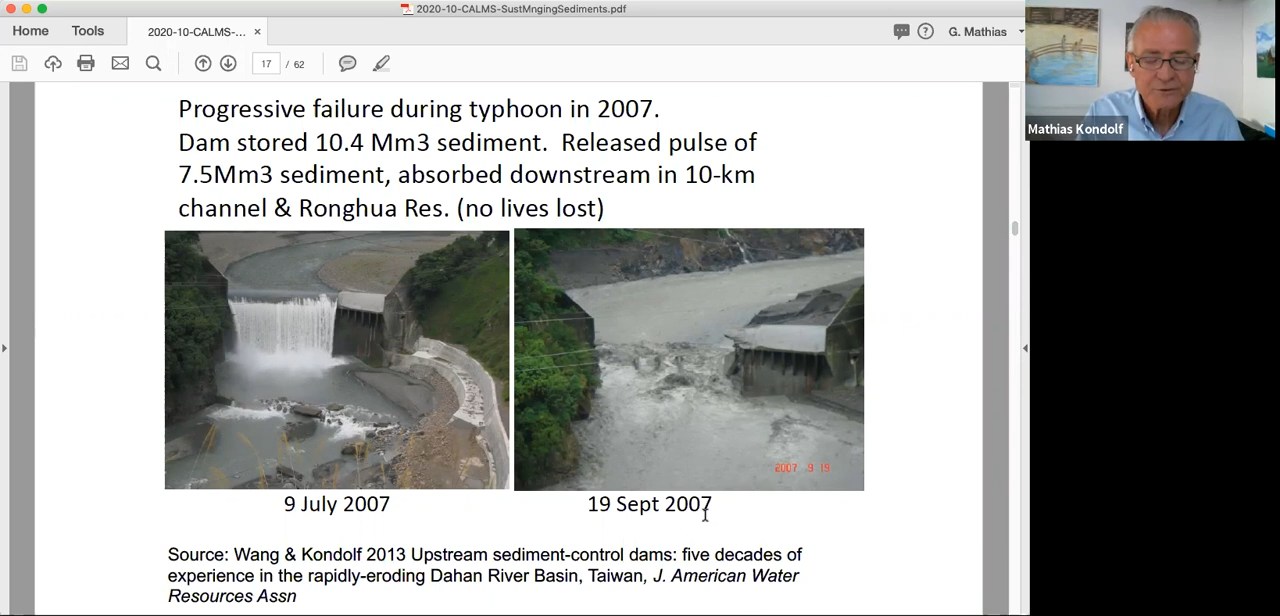 2020-10-CALMS-SustMngingSediments.pdf
Home Tools 2020-10-CALMS-... × G. Mathias
17 / 62
Mathias Kondolf
Progressive failure during typhoon in 2007.
Dam stored 10.4 Mm3 sediment. Released pulse of
7.5Mm3 sediment, absorbed downstream in 10-km
channel & Ronghua Res. (no lives lost)
2007 9 19
9 July 2007 19 Sept 2007
Source: Wang & Kondolf 2013 Upstream sediment-control dams: five decades of
experience in the rapidly-eroding Dahan River Basin, Taiwan, J. American Water
Resources Assn